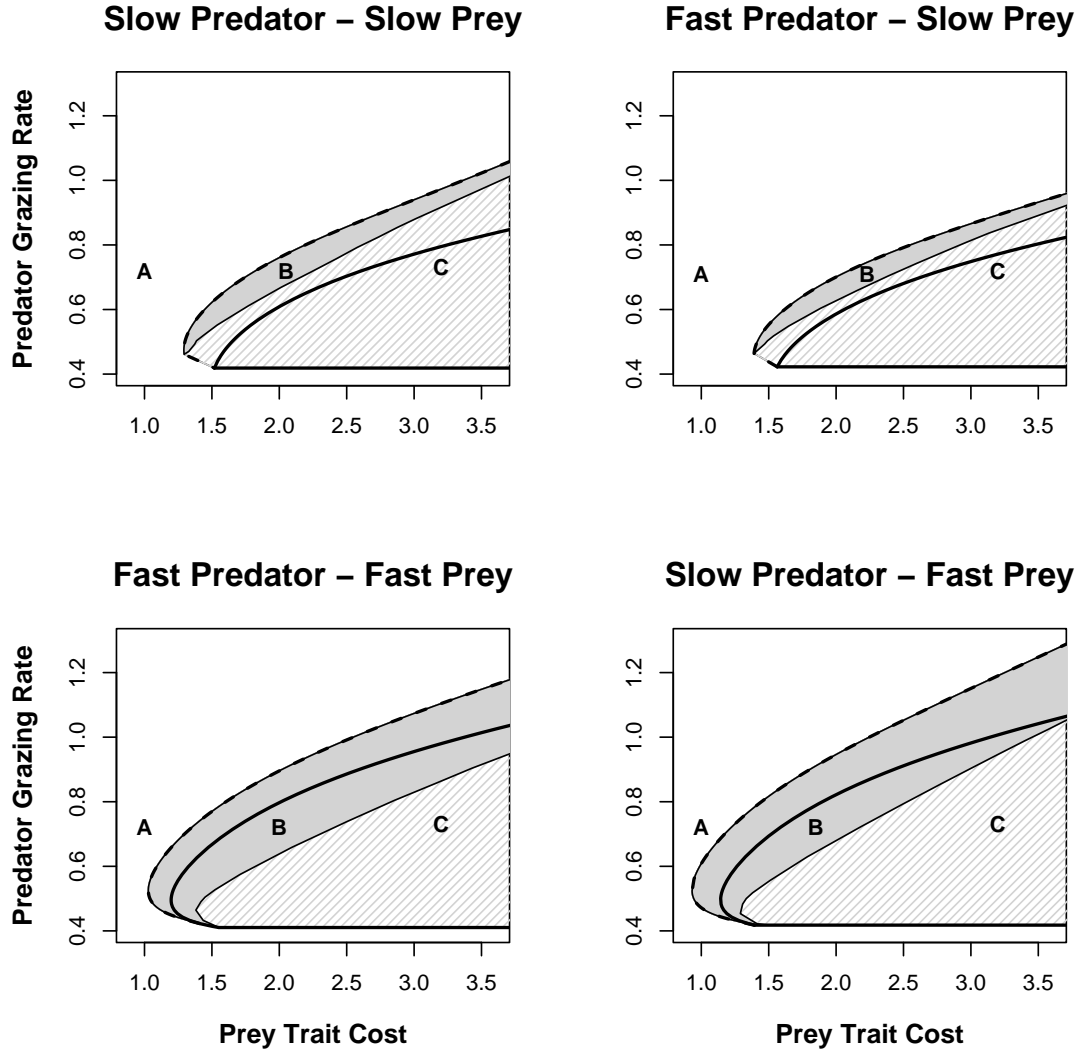 Slow Predator – Slow Prey
Predator Grazing Rate
1.2
1.0
0.8
0.6
0.4
A
B
C
1.0 1.5 2.0 2.5 3.0 3.5
Fast Predator – Slow Prey
1.2
1.0
0.8
0.6
0.4
A
B
C
1.0 1.5 2.0 2.5 3.0 3.5
Fast Predator – Fast Prey
Predator Grazing Rate
1.2
1.0
0.8
0.6
0.4
A
B
C
1.0 1.5 2.0 2.5 3.0 3.5
Prey Trait Cost
Slow Predator – Fast Prey
1.2
1.0
0.8
0.6
0.4
A
B
C
1.0 1.5 2.0 2.5 3.0 3.5
Prey Trait Cost